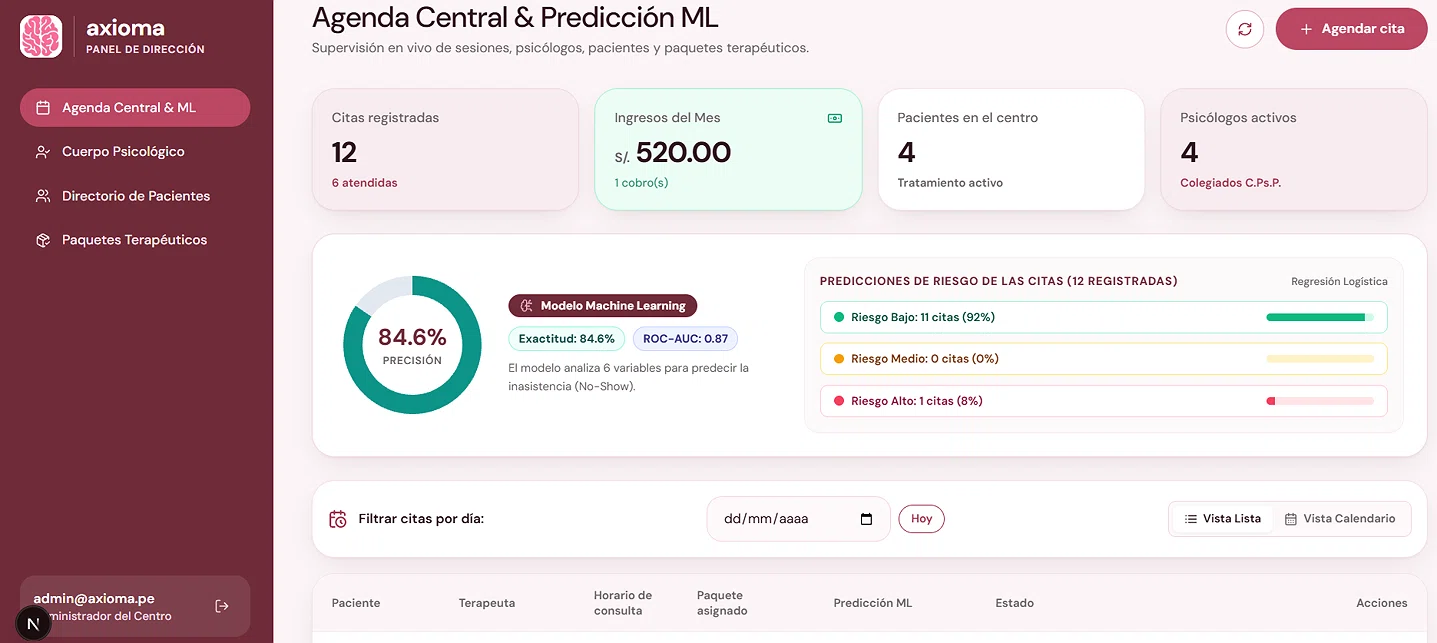 axioma
PANEL DE DIRECCIÓN
Agenda Central & ML
Cuerpo Psicológico
Directorio de Pacientes
Paquetes Terapéuticos
admin@axioma.pe
ministrador del Centro
N
Agenda Central & Predicción ML
Supervisión en vivo de sesiones, psicólogos, pacientes y paquetes terapéuticos.
Agendar cita
Citas registradas
12
6 atendidas
Ingresos del Mes
S/. 520.00
1 cobro(s)
Pacientes en el centro
4
Tratamiento activo
Psicólogos activos
4
Colegiados C.Ps.P.
84.6%
PRECISIÓN
Modelo Machine Learning
Exactitud: 84.6%
ROC-AUC: 0.87
El modelo analiza 6 variables para predecir la
inasistencia (No-Show).
PREDICCIONES DE RIESGO DE LAS CITAS (12 REGISTRADAS)
Regresión Logística
Riesgo Bajo: 11 citas (92%)
Riesgo Medio: 0 citas (0%)
Riesgo Alto: 1 citas (8%)
Filtrar citas por día:
dd/mm/aaaa
Hoy
Vista Lista
Vista Calendario
Paciente
Terapeuta
Horario de
consulta
Paquete
asignado
Predicción ML
Estado
Acciones